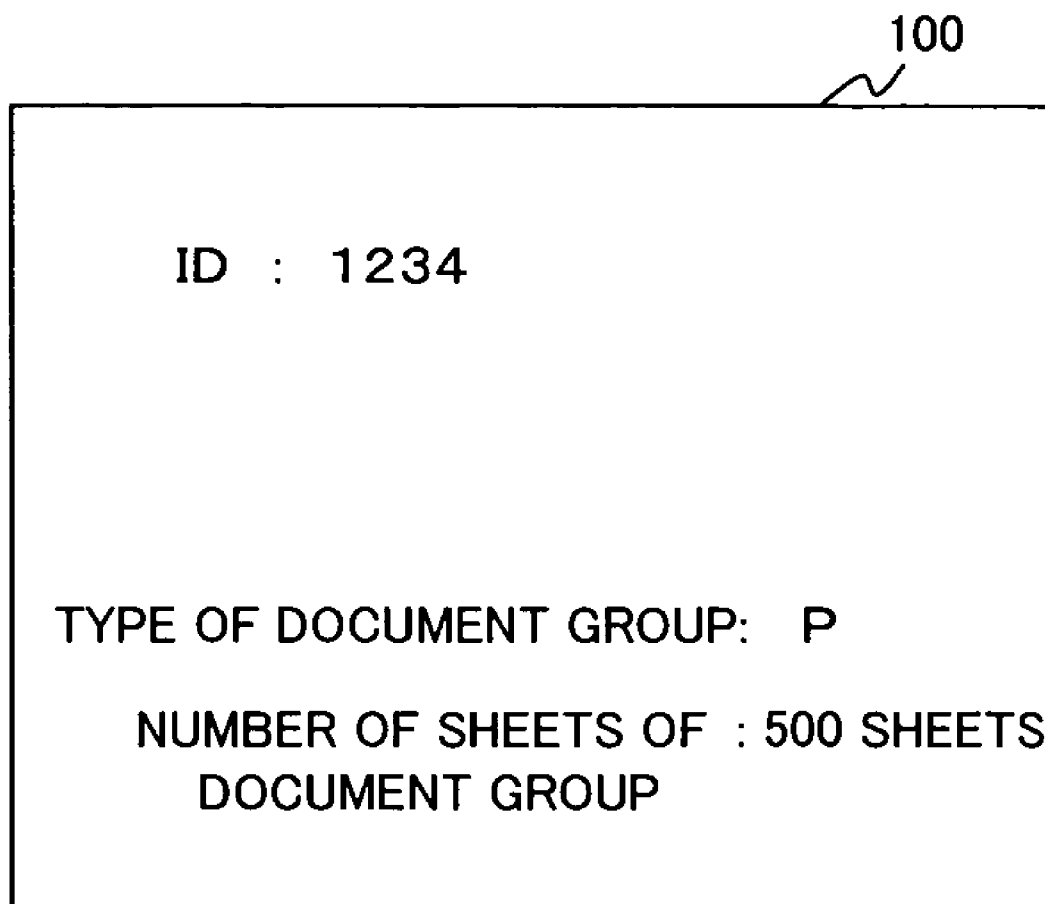 100
ID : 1234
TYPE OF DOCUMENT GROUP: P
NUMBER OF SHEETS OF : 500 SHEETS
DOCUMENT GROUP